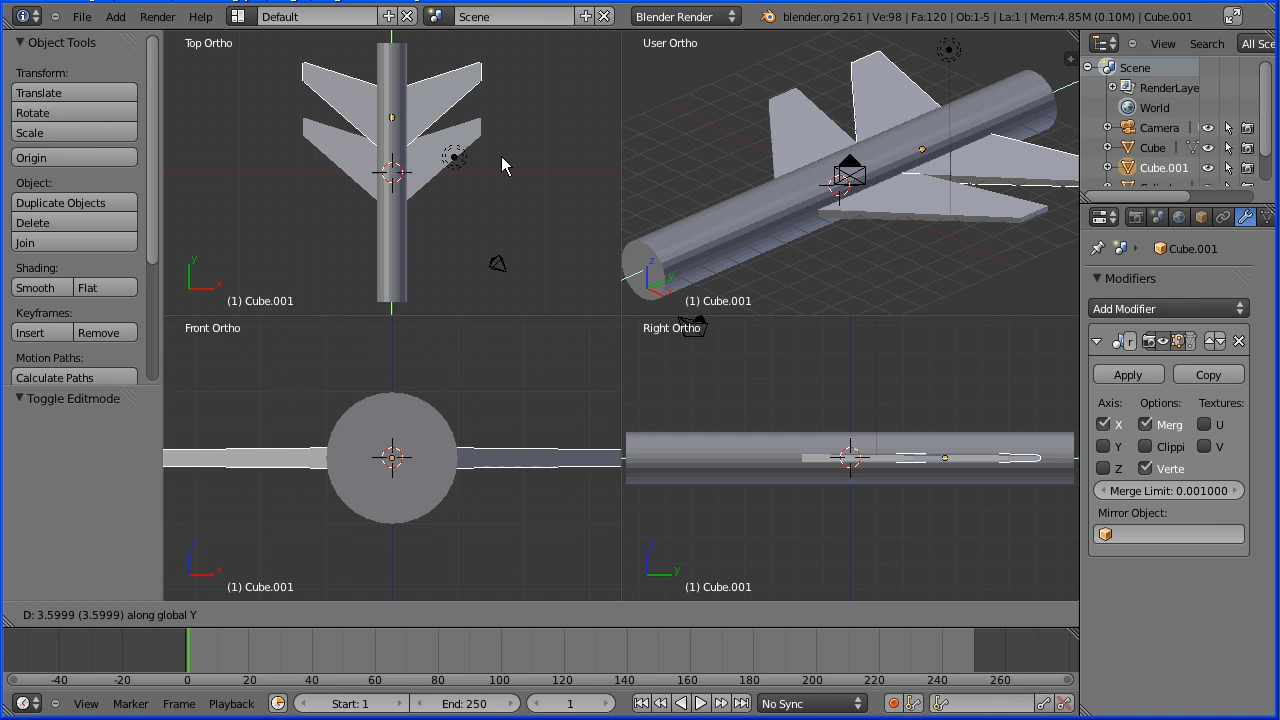 File Add Render Help Default Scene Blender Render blender.org 261 | Ve:98 | Fa:120 | Ob:1-5 | La:1 | Mem:4.85M (0.10M) | Cube.001
Object Tools
Transform:
Translate
Rotate
Scale
Origin
Object:
Duplicate Objects
Delete
Join
Shading:
Smooth Flat
Keyframes:
Insert Remove
Motion Paths:
Calculate Paths
Toggle Editmode
Top Ortho
y
x
(1) Cube.001
User Ortho
z
y
x
(1) Cube.001
Front Ortho
z
x
(1) Cube.001
Right Ortho
z
y
(1) Cube.001
D: 3.5999 (3.5999) along global Y
View Search All Sce
Scene
RenderLaye
World
Camera
Cube
Cube.001
Cube.001
Modifiers
Add Modifier
r
Apply Copy
Axis: Options: Textures:
X Merg U
Y Clippi V
Z Verte
Merge Limit: 0.001000
Mirror Object:
-40 -20 0 20 40 60 80 100 120 140 160 180 200 220 240 260
View Marker Frame Playback Start: 1 End: 250 1 No Sync